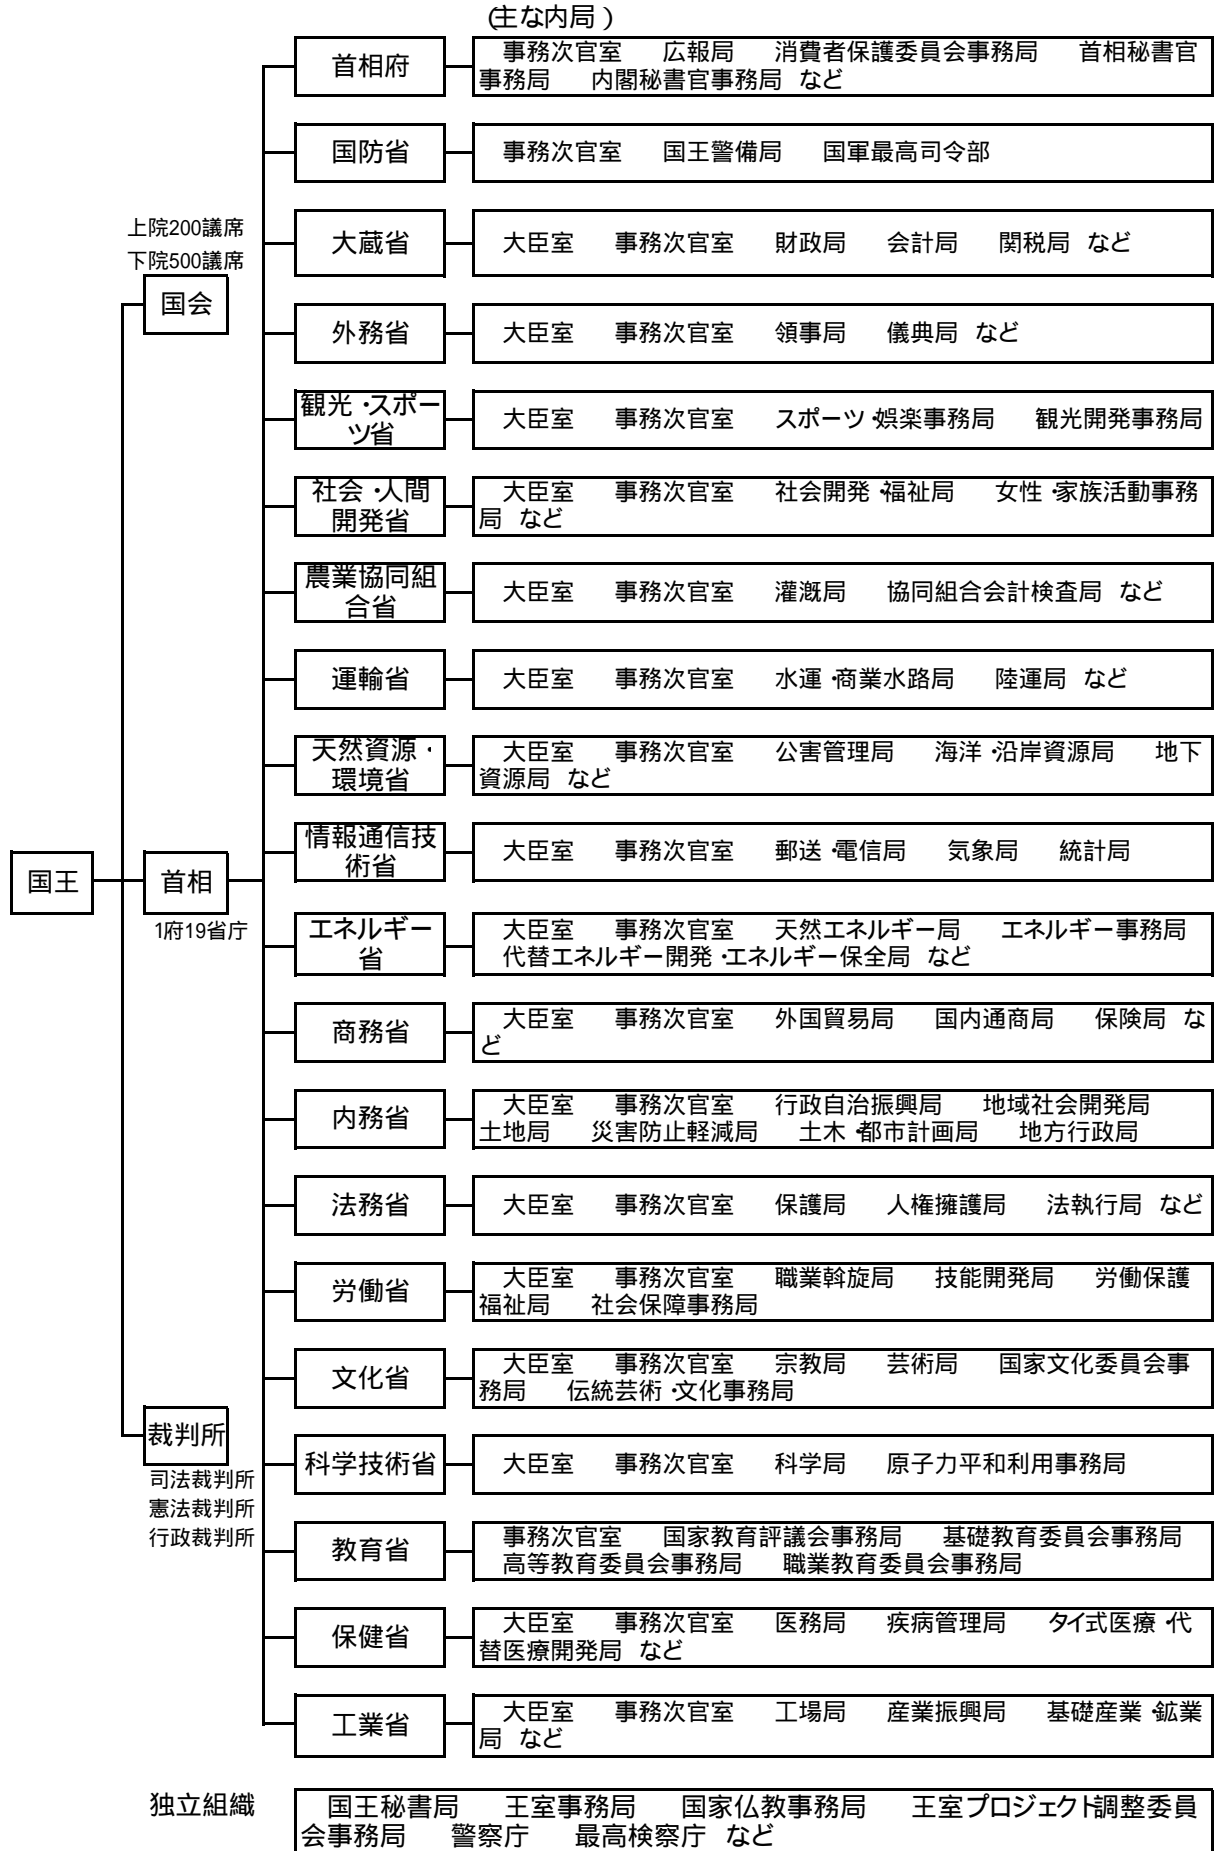 (主な内局)
首相府
事務次官室 広報局 消費者保護委員会事務局 首相秘書官
事務局 内閣秘書官事務局 など
国防省
事務次官室 国王警備局 国軍最高司令部
上院200議席
下院500議席
国会
大蔵省
大臣室 事務次官室 財政局 会計局 関税局 など
外務省
大臣室 事務次官室 領事局 儀典局 など
観光・スポー
ツ省
大臣室 事務次官室 スポーツ・娯楽事務局 観光開発事務局
社会・人間
開発省
大臣室 事務次官室 社会開発・福祉局 女性・家族活動事務
局 など
農業協同組
合省
大臣室 事務次官室 灌漑局 協同組合会計検査局 など
運輸省
大臣室 事務次官室 水運・商業水路局 陸運局 など
天然資源・
環境省
大臣室 事務次官室 公害管理局 海洋・沿岸資源局 地下
資源局 など
国王
首相
1府19省庁
情報通信技
術省
大臣室 事務次官室 郵送・電信局 気象局 統計局
エネルギー
省
大臣室 事務次官室 天然エネルギー局 エネルギー事務局
代替エネルギー開発・エネルギー保全局 など
商務省
大臣室 事務次官室 外国貿易局 国内通商局 保険局 な
ど
内務省
大臣室 事務次官室 行政自治振興局 地域社会開発局
土地局 災害防止軽減局 土木・都市計画局 地方行政局
法務省
大臣室 事務次官室 保護局 人権擁護局 法執行局 など
労働省
大臣室 事務次官室 職業斡旋局 技能開発局 労働保護
福祉局 社会保障事務局
文化省
大臣室 事務次官室 宗教局 芸術局 国家文化委員会事
務局 伝統芸術・文化事務局
裁判所
司法裁判所
憲法裁判所
行政裁判所
科学技術省
大臣室 事務次官室 科学局 原子力平和利用事務局
教育省
事務次官室 国家教育評議会事務局 基礎教育委員会事務局
高等教育委員会事務局 職業教育委員会事務局
保健省
大臣室 事務次官室 医務局 疾病管理局 タイ式医療・代
替医療開発局 など
工業省
大臣室 事務次官室 工場局 産業振興局 基礎産業・鉱業
局 など
独立組織
国王秘書局 王室事務局 国家仏教事務局 王室プロジェクト調整委員
会事務局 警察庁 最高検察庁 など